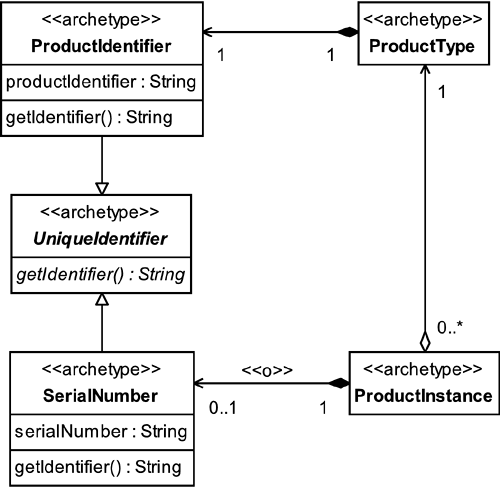 <<archetype>>
ProductIdentifier
productIdentifier : String
getIdentifier() : String
1
1
<<archetype>>
ProductType
1
<<archetype>>
UniqueIdentifier
getIdentifier() : String
0..*
<<archetype>>
SerialNumber
serialNumber : String
getIdentifier() : String
<<o>>
0..1
1
<<archetype>>
ProductInstance